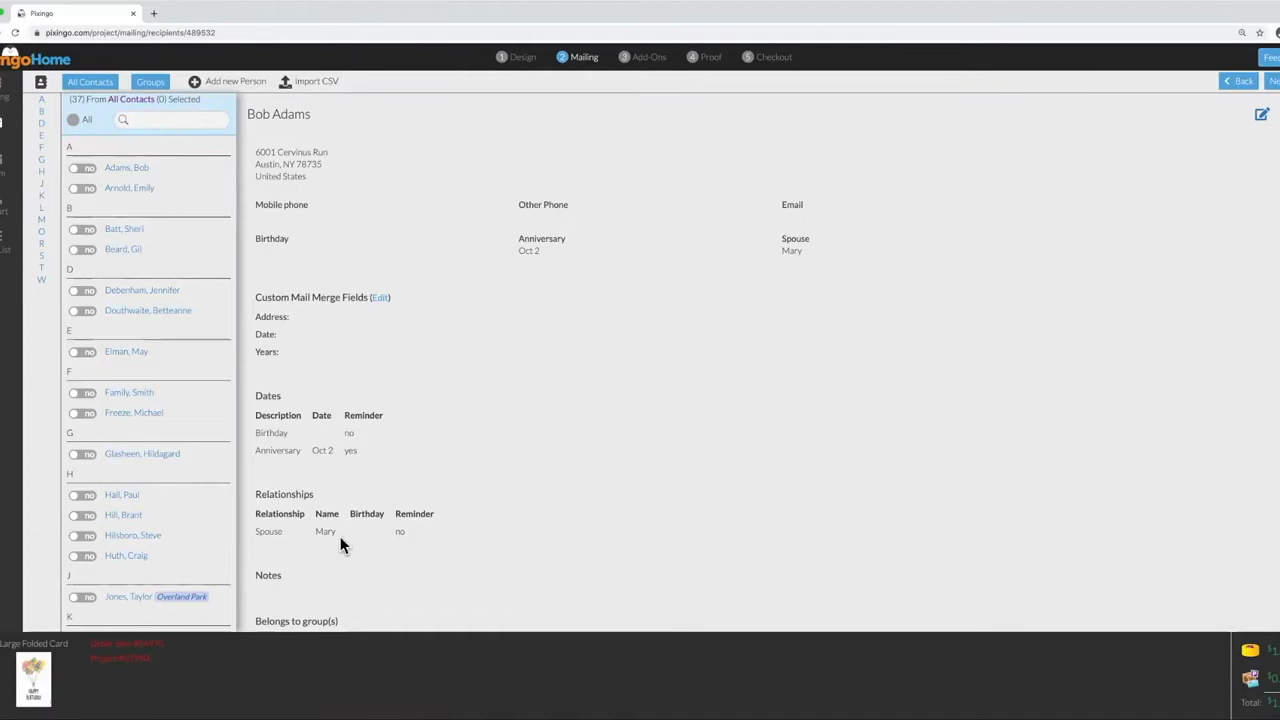 Pixingo
pixingo.com/project/mailing/recipients/489532
ngoHome
1 Design
2 Mailing
3 Add-Ons
4 Proof
5 Checkout
Feed
All Contacts
Groups
Add new Person
Import CSV
Back
Ne
(37) From All Contacts (0) Selected
All
A
B
D
E
F
G
H
J
K
L
M
O
R
S
T
W
A
no Adams, Bob
no Arnold, Emily
B
no Batt, Sheri
no Beard, Gil
D
no Debenham, Jennifer
no Douthwaite, Betteanne
E
no Elman, May
F
no Family, Smith
no Freeze, Michael
G
no Glasheen, Hildagard
H
no Hall, Paul
no Hill, Brant
no Hilsboro, Steve
no Huth, Craig
J
no Jones, Taylor Overland Park
K
Bob Adams
6001 Cervinus Run
Austin, NY 78735
United States
Mobile phone
Other Phone
Email
Birthday
Anniversary
Spouse
Oct 2
Mary
Custom Mail Merge Fields (Edit)
Address:
Date:
Years:
Dates
Description Date Reminder
Birthday no
Anniversary Oct 2 yes
Relationships
Relationship Name Birthday Reminder
Spouse Mary no
Notes
Belongs to group(s)
Large Folded Card
HAPPY
BIRTHDAY
Total: